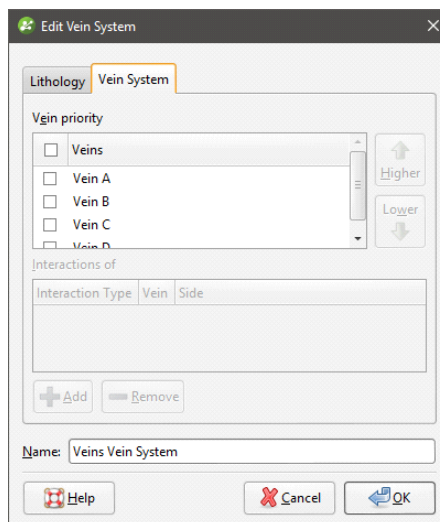 Edit Vein System
Lithology Vein System
Vein priority
Veins
Vein A
Vein B
Vein C
Vein D
Higher
Lower
Interactions of
Interaction Type Vein Side
Add Remove
Name: Veins Vein System
Help Cancel OK